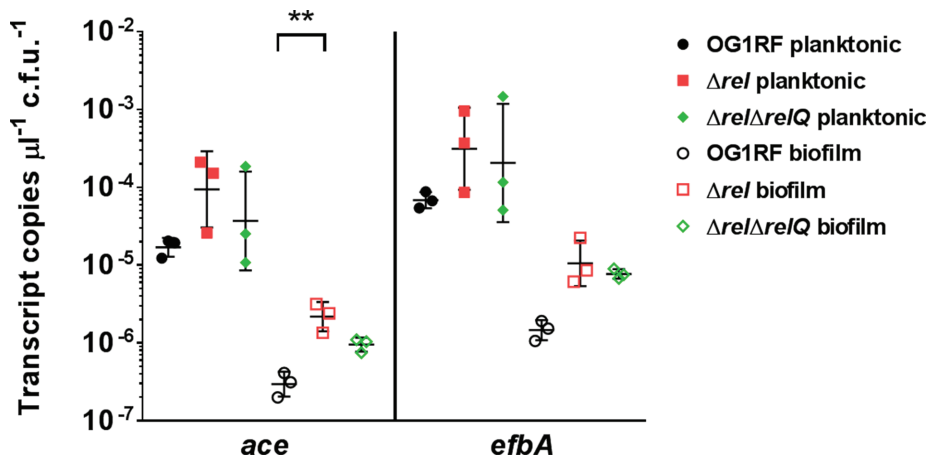 **
Transcript copies μl⁻¹ c.f.u.⁻¹
10⁻²
10⁻³
10⁻⁴
10⁻⁵
10⁻⁶
10⁻⁷
ace
efbA
OG1RF planktonic
Δrel planktonic
ΔrelΔrelQ planktonic
OG1RF biofilm
Δrel biofilm
ΔrelΔrelQ biofilm